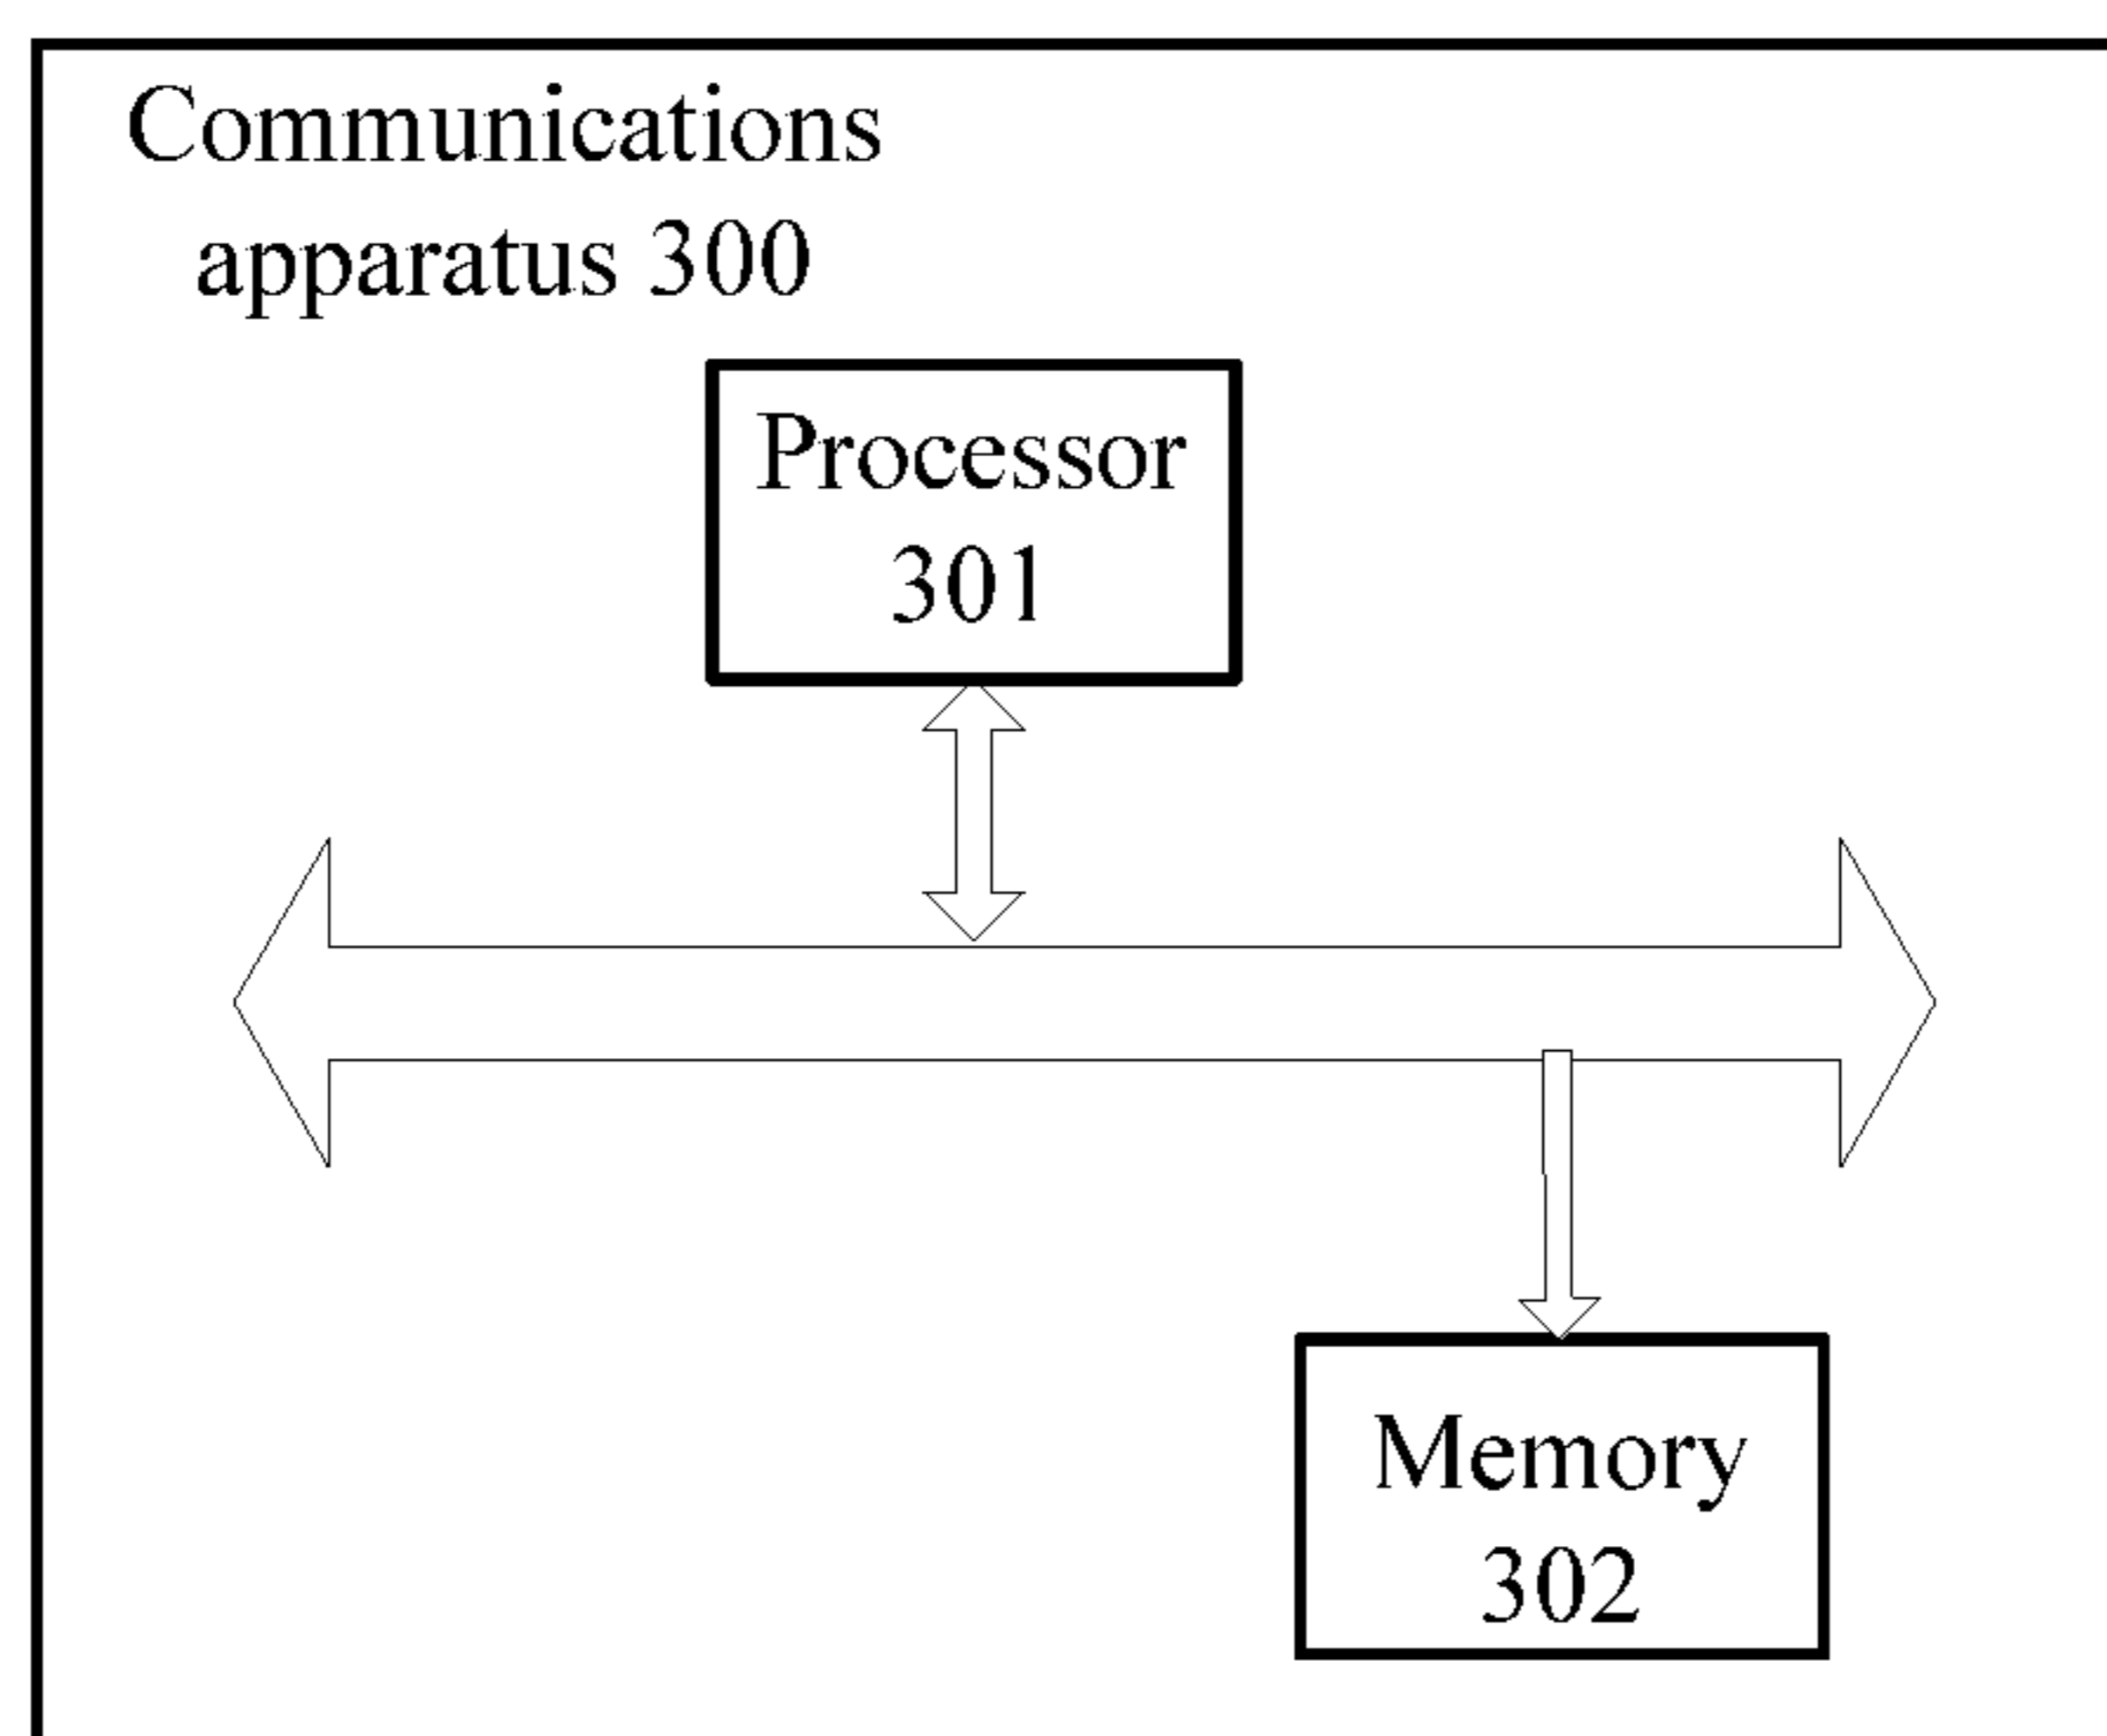 Communications
apparatus 300
Processor
301
Memory
302